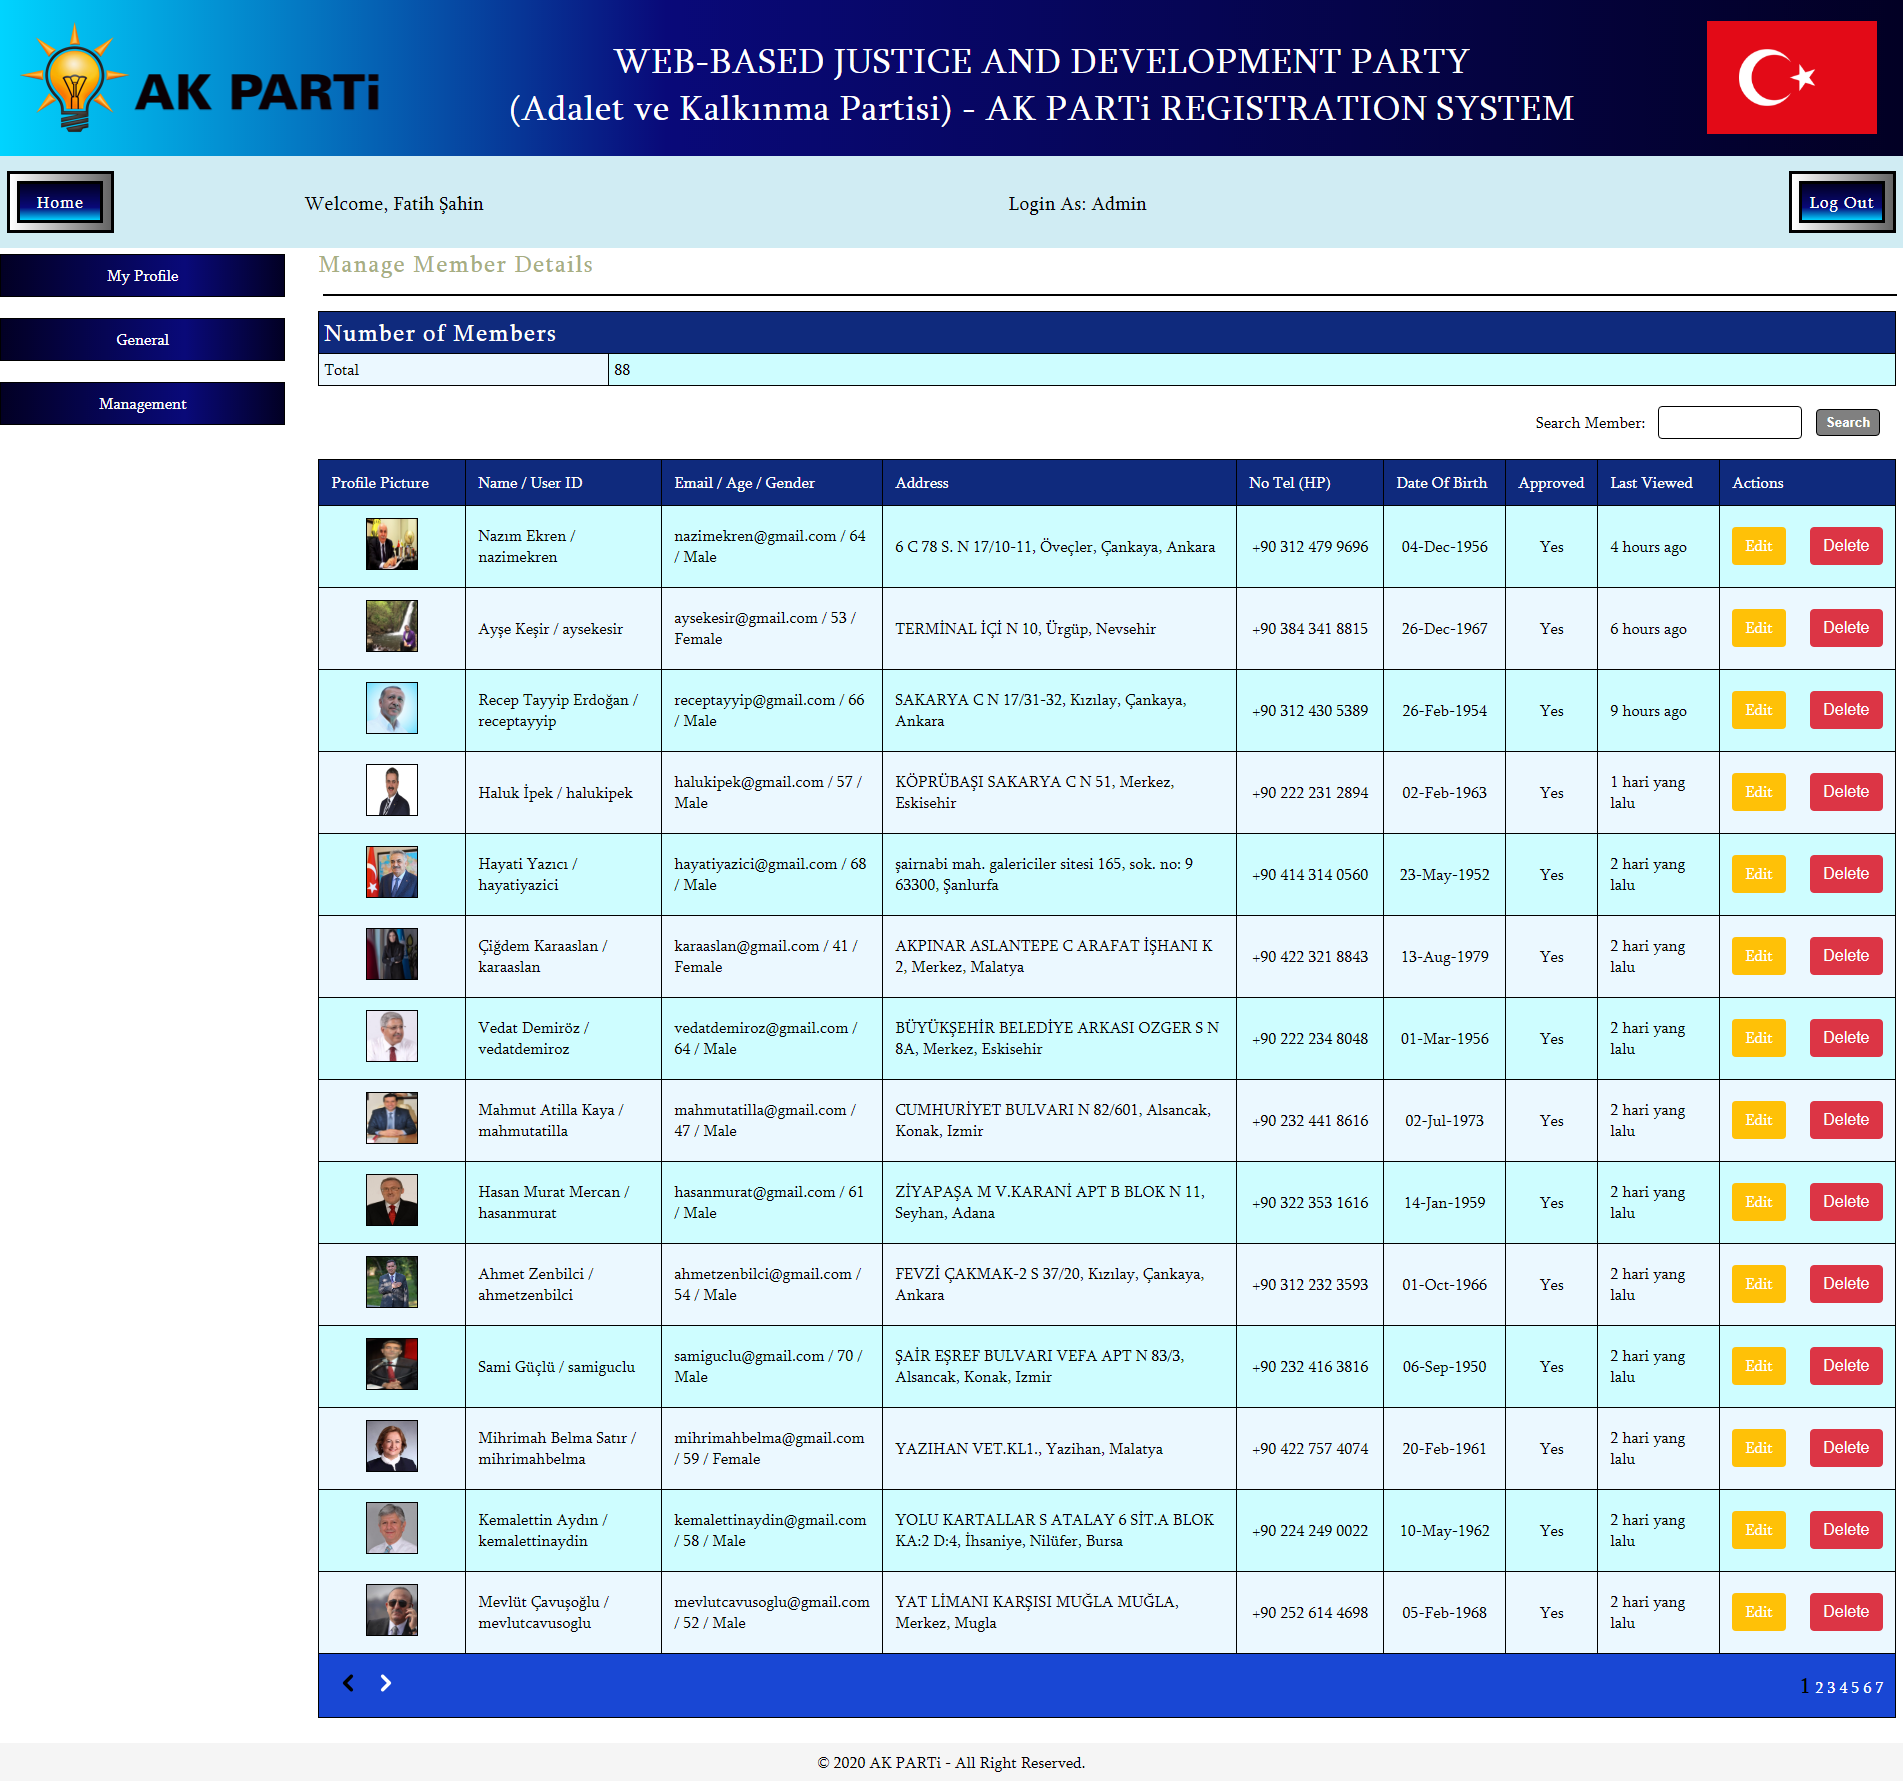 AK PARTi
WEB-BASED JUSTICE AND DEVELOPMENT PARTY
(Adalet ve Kalkınma Partisi) - AK PARTi REGISTRATION SYSTEM
Home
Welcome, Fatih Şahin
Login As: Admin
Log Out
My Profile
General
Management
Manage Member Details
Number of Members
Total 88
Search Member: Search
Profile Picture Name / User ID Email / Age / Gender Address No Tel (HP) Date Of Birth Approved Last Viewed Actions
Nazım Ekren / nazimekren@gmail.com / 64
6 C 78 S. N 17/10-11, Öveçler, Çankaya, Ankara +90 312 479 9696 04-Dec-1956 Yes 4 hours ago Edit Delete
nazimekren / Male
aysekesir@gmail.com / 53 /
Ayşe Keşir / aysekesir TERMİNAL İÇİ N 10, Ürgüp, Nevsehir +90 384 341 8815 26-Dec-1967 Yes 6 hours ago Edit Delete
Female
Recep Tayyip Erdoğan / receptayyip@gmail.com / 66 SAKARYA C N 17/31-32, Kızılay, Çankaya,
+90 312 430 5389 26-Feb-1954 Yes 9 hours ago Edit Delete
receptayyip / Male Ankara
halukipek@gmail.com / 57 / KÖPRÜBAŞI SAKARYA C N 51, Merkez, 1 hari yang
Haluk İpek / halukipek +90 222 231 2894 02-Feb-1963 Yes Edit Delete
Male Eskisehir lalu
Hayati Yazıcı / hayatiyazici@gmail.com / 68 şairnabi mah. galericiler sitesi 165, sok. no: 9 2 hari yang
+90 414 314 0560 23-May-1952 Yes Edit Delete
hayatiyazici / Male 63300, Şanlurfa lalu
Çiğdem Karaaslan / karaaslan@gmail.com / 41 / AKPINAR ASLANTEPE C ARAFAT İŞHANI K 2 hari yang
+90 422 321 8843 13-Aug-1979 Yes Edit Delete
karaaslan Female 2, Merkez, Malatya lalu
Vedat Demiröz / vedatdemiroz@gmail.com / BÜYÜKŞEHİR BELEDİYE ARKASI OZGER S N 2 hari yang
+90 222 234 8048 01-Mar-1956 Yes Edit Delete
vedatdemiroz 64 / Male 8A, Merkez, Eskisehir lalu
Mahmut Atilla Kaya / mahmutatilla@gmail.com / CUMHURİYET BULVARI N 82/601, Alsancak, 2 hari yang
+90 232 441 8616 02-Jul-1973 Yes Edit Delete
mahmutatilla 47 / Male Konak, Izmir lalu
Hasan Murat Mercan / hasanmurat@gmail.com / 61 ZİYAPAŞA M V.KARANİ APT B BLOK N 11, 2 hari yang
+90 322 353 1616 14-Jan-1959 Yes Edit Delete
hasanmurat / Male Seyhan, Adana lalu
Ahmet Zenbilci / ahmetzenbilci@gmail.com / FEVZİ ÇAKMAK-2 S 37/20, Kızılay, Çankaya, 2 hari yang
+90 312 232 3593 01-Oct-1966 Yes Edit Delete
ahmetzenbilci 54 / Male Ankara lalu
samiguclu@gmail.com / 70 / ŞAİR EŞREF BULVARI VEFA APT N 83/3, 2 hari yang
Sami Güçlü / samiguclu +90 232 416 3816 06-Sep-1950 Yes Edit Delete
Male Alsancak, Konak, Izmir lalu
Mihrimah Belma Satır / mihrimahbelma@gmail.com 2 hari yang
YAZIHAN VET.KL1., Yazihan, Malatya +90 422 757 4074 20-Feb-1961 Yes Edit Delete
mihrimahbelma / 59 / Female lalu
Kemalettin Aydın / kemalettinaydin@gmail.com YOLU KARTALLAR S ATALAY 6 SİT.A BLOK 2 hari yang
+90 224 249 0022 10-May-1962 Yes Edit Delete
kemalettinaydin / 58 / Male KA:2 D:4, İhsaniye, Nilüfer, Bursa lalu
Mevlüt Çavuşoğlu / mevlutcavusoglu@gmail.com YAT LİMANI KARŞISI MUĞLA MUĞLA, 2 hari yang
+90 252 614 4698 05-Feb-1968 Yes Edit Delete
mevlutcavusoglu / 52 / Male Merkez, Mugla lalu
1 2 3 4 5 6 7
© 2020 AK PARTi - All Right Reserved.